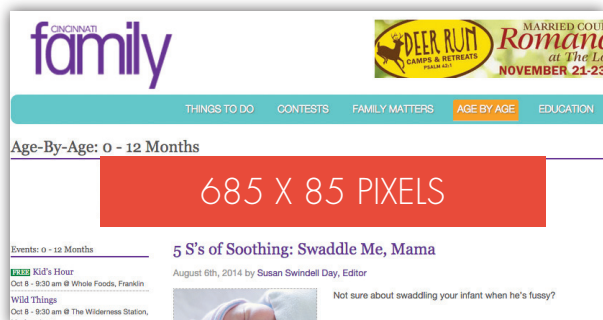 CINCINNATI
family
DEER RUN
CAMPS & RETREATS
PSALM 42:1
MARRIED COU
Romanc
at The Lo
NOVEMBER 21-23
THINGS TO DO CONTESTS FAMILY MATTERS AGE BY AGE EDUCATION
Age-By-Age: 0 - 12 Months
685 X 85 PIXELS
Events: 0 - 12 Months
FREE Kid's Hour
Oct 8 - 9:30 am @ Whole Foods, Franklin
Wild Things
Oct 8 - 9:30 am @ The Wilderness Station,
5 S's of Soothing: Swaddle Me, Mama
August 6th, 2014 by Susan Swindell Day, Editor
Not sure about swaddling your infant when he's fussy?